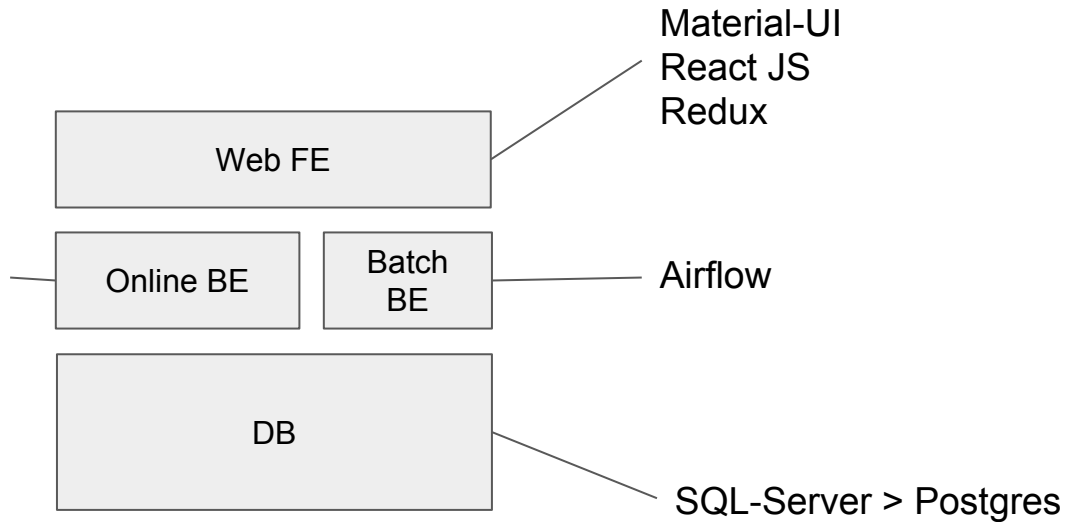 Material-UI
React JS
Redux
Web FE
Online BE
Batch
BE
Airflow
DB
SQL-Server > Postgres